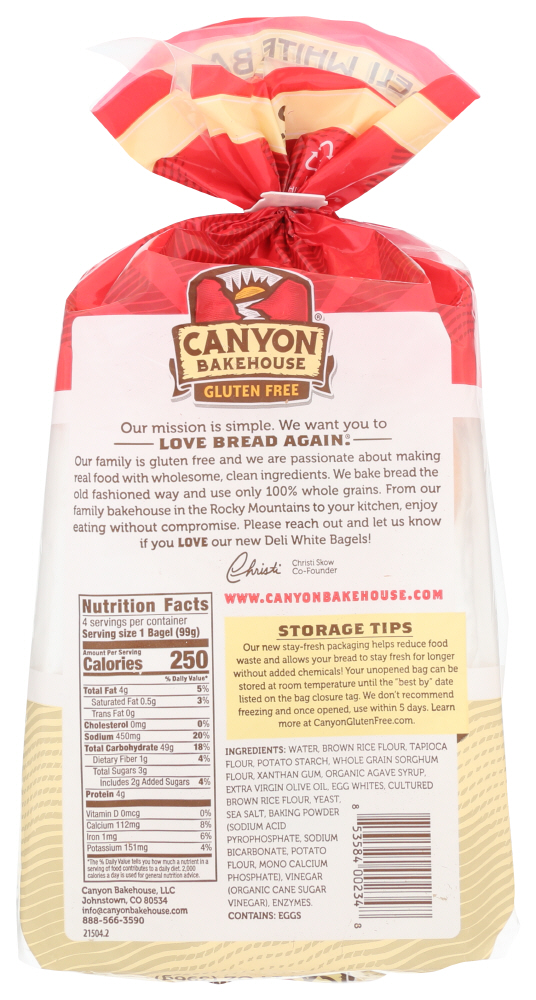 ELI WHITE BA
CANYON
BAKEHOUSE
®
GLUTEN FREE
Our mission is simple. We want you to
LOVE BREAD AGAIN.®
Our family is gluten free and we are passionate about making
real food with wholesome, clean ingredients. We bake bread the
old fashioned way and use only 100% whole grains. From our
family bakehouse in the Rocky Mountains to your kitchen, enjoy
eating without compromise. Please reach out and let us know
if you LOVE our new Deli White Bagels!
Christi
Christi Skow
Co-Founder
WWW.CANYONBAKEHOUSE.COM
Nutrition Facts
4 servings per container
Serving size 1 Bagel (99g)
Amount Per Serving
Calories 250
% Daily Value*
Total Fat 4g 5%
Saturated Fat 0.5g 3%
Trans Fat 0g
Cholesterol 0mg 0%
Sodium 450mg 20%
Total Carbohydrate 49g 18%
Dietary Fiber 1g 4%
Total Sugars 3g
Includes 2g Added Sugars 4%
Protein 4g
Vitamin D 0mcg 0%
Calcium 112mg 8%
Iron 1mg 6%
Potassium 151mg 4%
*The % Daily Value tells you how much a nutrient in a
serving of food contributes to a daily diet. 2,000
calories a day is used for general nutrition advice.
Canyon Bakehouse, LLC
Johnstown, CO 80534
info@canyonbakehouse.com
888-566-3590
21504.2
STORAGE TIPS
Our new stay-fresh packaging helps reduce food
waste and allows your bread to stay fresh for longer
without added chemicals! Your unopened bag can be
stored at room temperature until the "best by" date
listed on the bag closure tag. We don't recommend
freezing and once opened, use within 5 days. Learn
more at CanyonGlutenFree.com.
INGREDIENTS: WATER, BROWN RICE FLOUR, TAPIOCA
FLOUR, POTATO STARCH, WHOLE GRAIN SORGHUM
FLOUR, XANTHAN GUM, ORGANIC AGAVE SYRUP,
EXTRA VIRGIN OLIVE OIL, EGG WHITES, CULTURED
BROWN RICE FLOUR, YEAST,
SEA SALT, BAKING POWDER
(SODIUM ACID
PYROPHOSPHATE, SODIUM
BICARBONATE, POTATO
FLOUR, MONO CALCIUM
PHOSPHATE), VINEGAR
(ORGANIC CANE SUGAR
VINEGAR), ENZYMES.
CONTAINS: EGGS
8 53584 00234 8